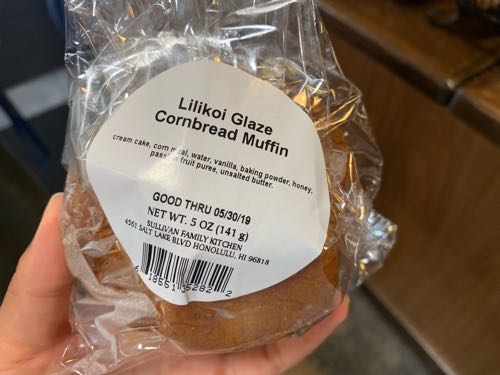 Lilikoi Glaze
Cornbread Muffin
cream cake, corn meal, water, vanilla, baking powder, honey,
passion fruit puree, unsalted butter.
GOOD THRU 05/30/19
NET WT. 5 OZ (141 g)
SULLIVAN FAMILY KITCHEN
4561 SALT LAKE BLVD HONOLULU, HI 96818